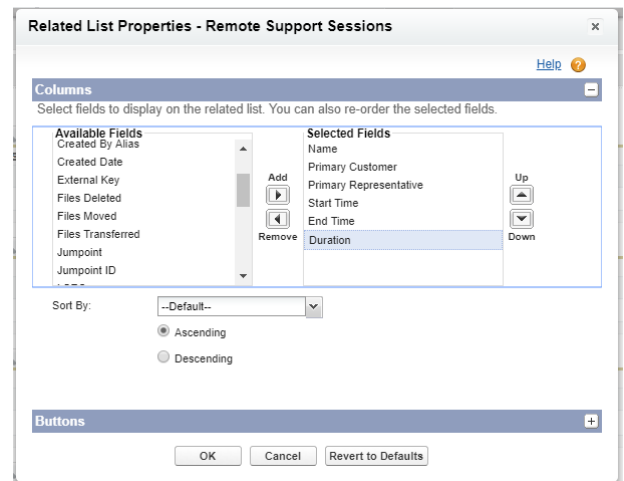 Related List Properties - Remote Support Sessions
Help
Columns
Select fields to display on the related list. You can also re-order the selected fields.
Available Fields
Created By Alias
Created Date
External Key
Files Deleted
Files Moved
Files Transferred
Jumpoint
Jumpoint ID
Add
Remove
Selected Fields
Name
Primary Customer
Primary Representative
Start Time
End Time
Duration
Up
Down
Sort By:
--Default--
Ascending
Descending
Buttons
OK
Cancel
Revert to Defaults